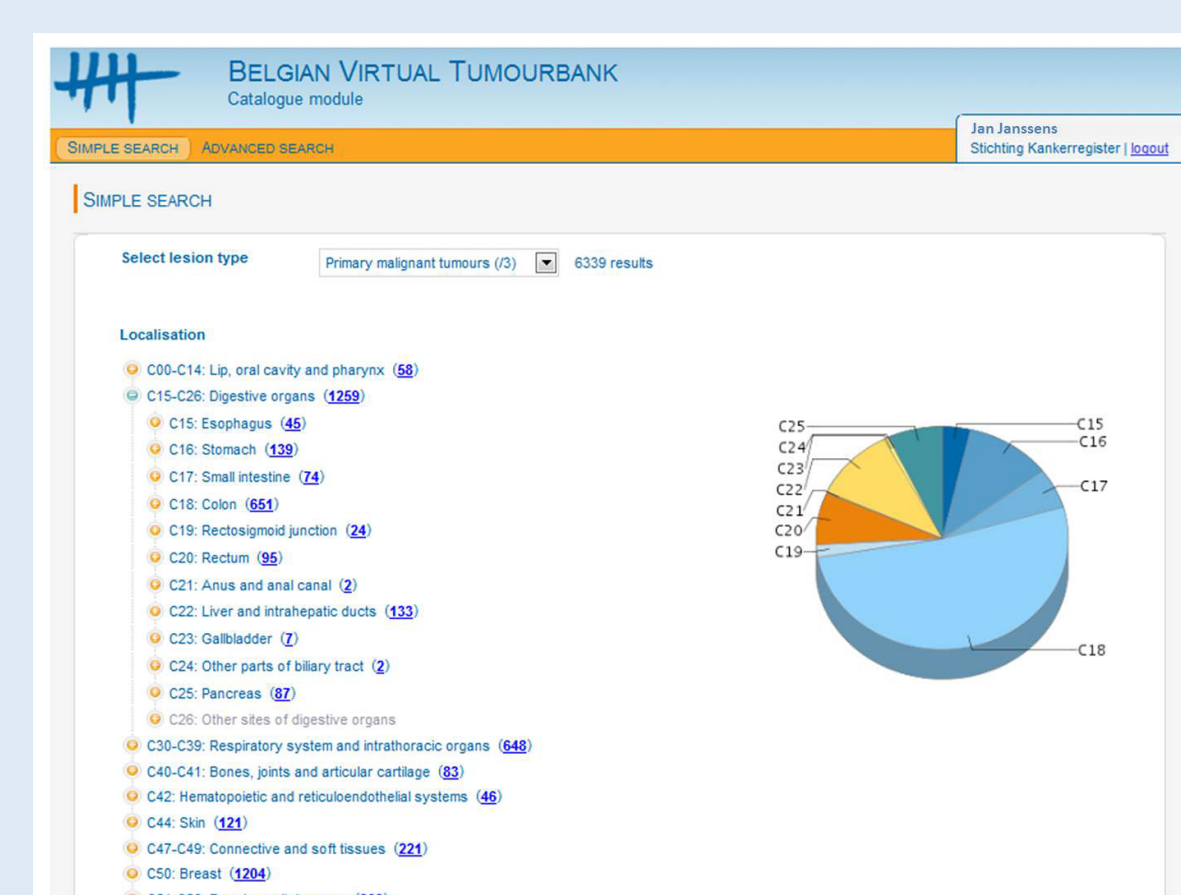 BELGIAN VIRTUAL TUMOURBANK
Catalogue module
Jan Janssens
Stichting Kankerregister | logout
SIMPLE SEARCH ADVANCED SEARCH
SIMPLE SEARCH
Select lesion type Primary malignant tumours (/3) 6339 results
Localisation
C00-C14: Lip, oral cavity and pharynx (58)
C15-C26: Digestive organs (1259)
C15: Esophagus (45)
C16: Stomach (139)
C17: Small intestine (74)
C18: Colon (651)
C19: Rectosigmoid junction (24)
C20: Rectum (95)
C21: Anus and anal canal (2)
C22: Liver and intrahepatic ducts (133)
C23: Gallbladder (7)
C24: Other parts of biliary tract (2)
C25: Pancreas (87)
C26: Other sites of digestive organs
C30-C39: Respiratory system and intrathoracic organs (648)
C40-C41: Bones, joints and articular cartilage (83)
C42: Hematopoietic and reticuloendothelial systems (46)
C44: Skin (121)
C47-C49: Connective and soft tissues (221)
C50: Breast (1204)
C25
C24
C23
C22
C21
C20
C19
C15
C16
C17
C18